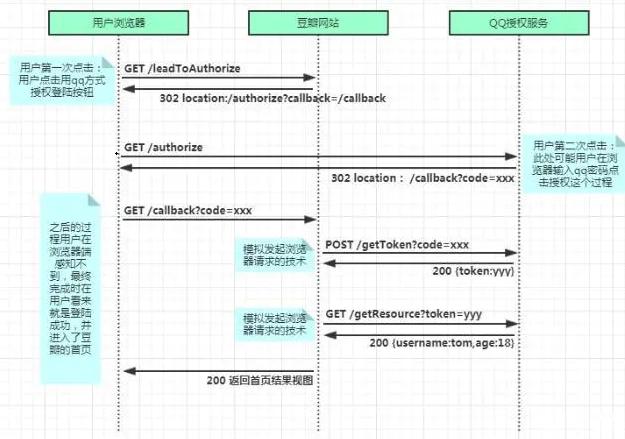 用户浏览器
豆瓣网站
QQ授权服务
用户第一次点击：
用户点击用qq方式
授权登陆按钮
GET /leadToAuthorize
302 location:/authorize?callback=/callback
GET /authorize
302 location： /callback?code=xxx
用户第二次点击：
此处可能用户在浏
览器输入qq密码点
击授权这个过程
GET /callback?code=xxx
之后的过
程用户在
浏览器端
感知不
到，最终
完成时在
用户看来
就是登陆
成功，并
进入了豆
瓣的首页
模拟发起浏览
器请求的技术
POST /getToken?code=xxx
200 {token:yyy}
模拟发起浏览
器请求的技术
GET /getResource?token=yyy
200 {username:tom,age:18}
200 返回首页结果视图